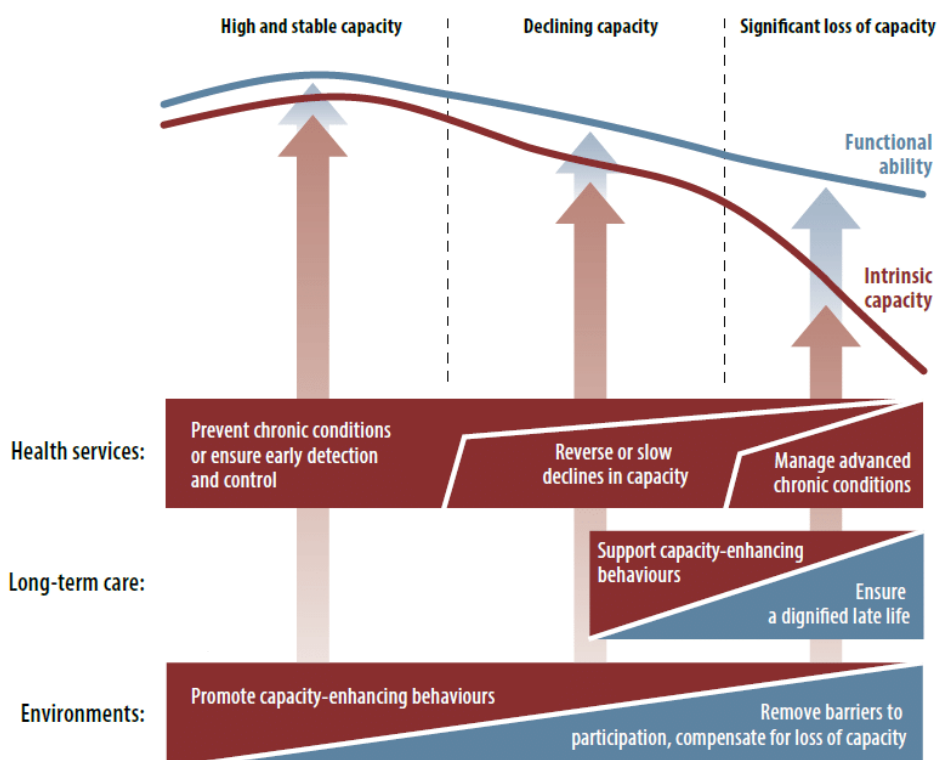 High and stable capacity
Declining capacity
Significant loss of capacity
Functional
ability
Intrinsic
capacity
Health services:
Prevent chronic conditions
or ensure early detection
and control
Reverse or slow
declines in capacity
Manage advanced
chronic conditions
Long-term care:
Support capacity-enhancing
behaviours
Ensure
a dignified late life
Environments:
Promote capacity-enhancing behaviours
Remove barriers to
participation, compensate for loss of capacity